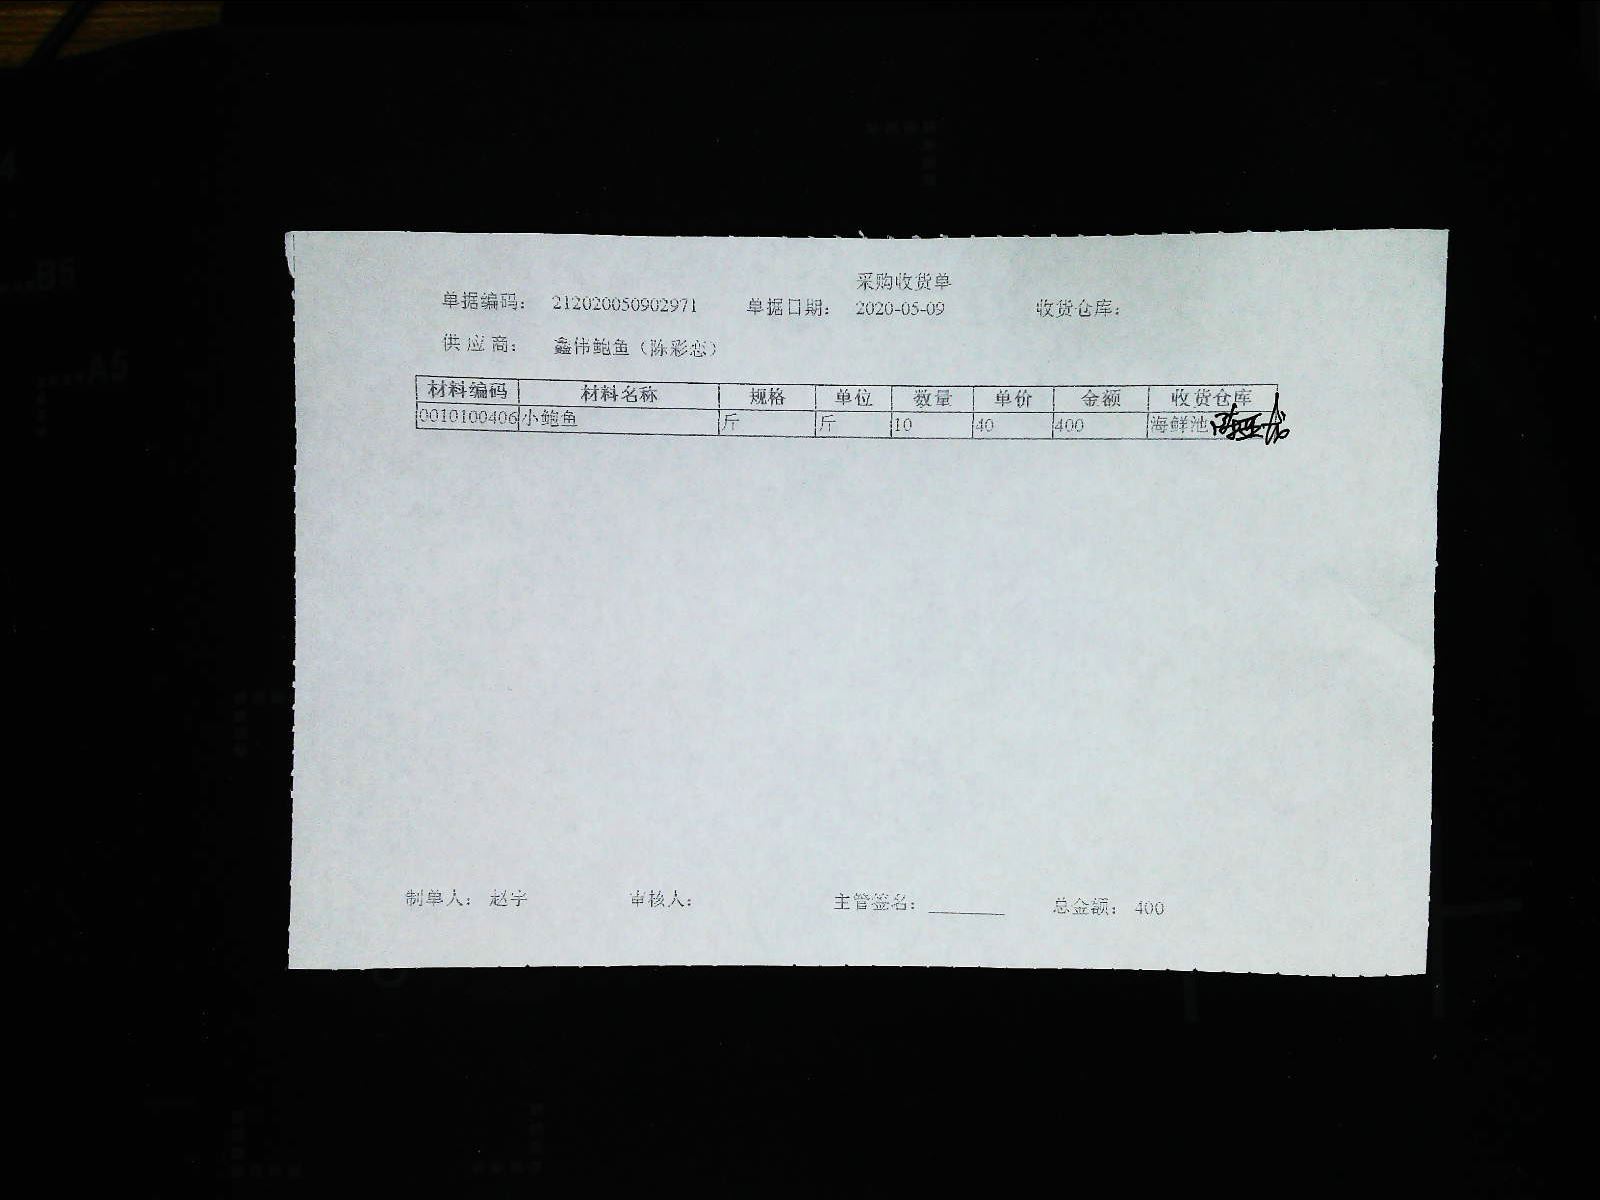 采购收货单
单据编码： 212020050902971 单据日期： 2020-05-09 收货仓库：
供应商： 鑫伟鲍鱼（陈彩恋）
材料编码 材料名称 规格 单位 数量 单价 金额 收货仓库
0010100406 小鲍鱼 斤 斤 10 40 400 海鲜池
制单人： 赵宇 审核人： 主管签名： 总金额： 400
B6
A5